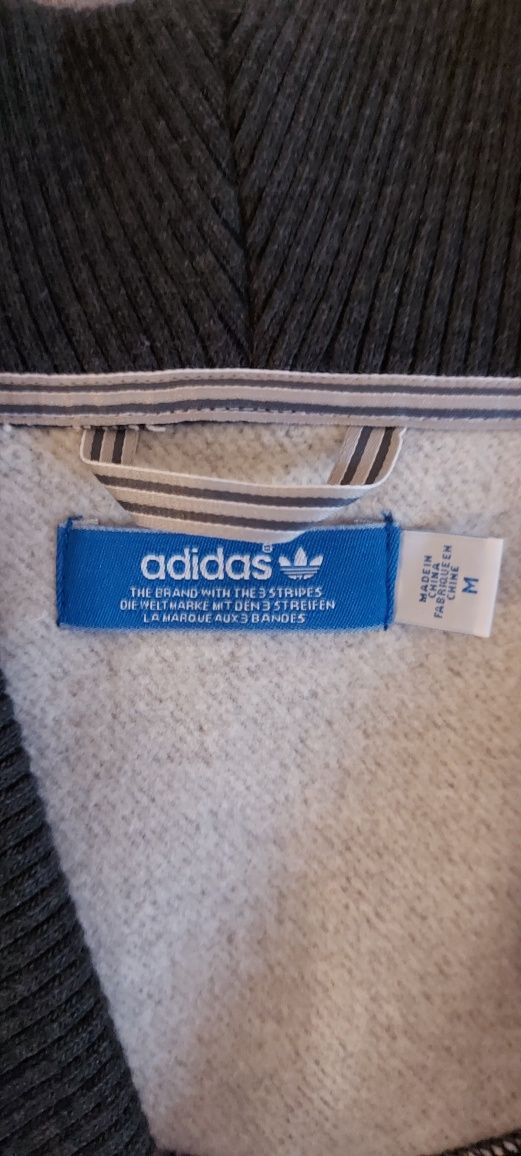 adidas
THE BRAND WITH THE 3 STRIPES
DIE WELTMARKE MIT DEN 3 STREIFEN
LA MARQUE AUX 3 BANDES
MADE IN
CHINA
FABRIQUE EN
CHINE
M